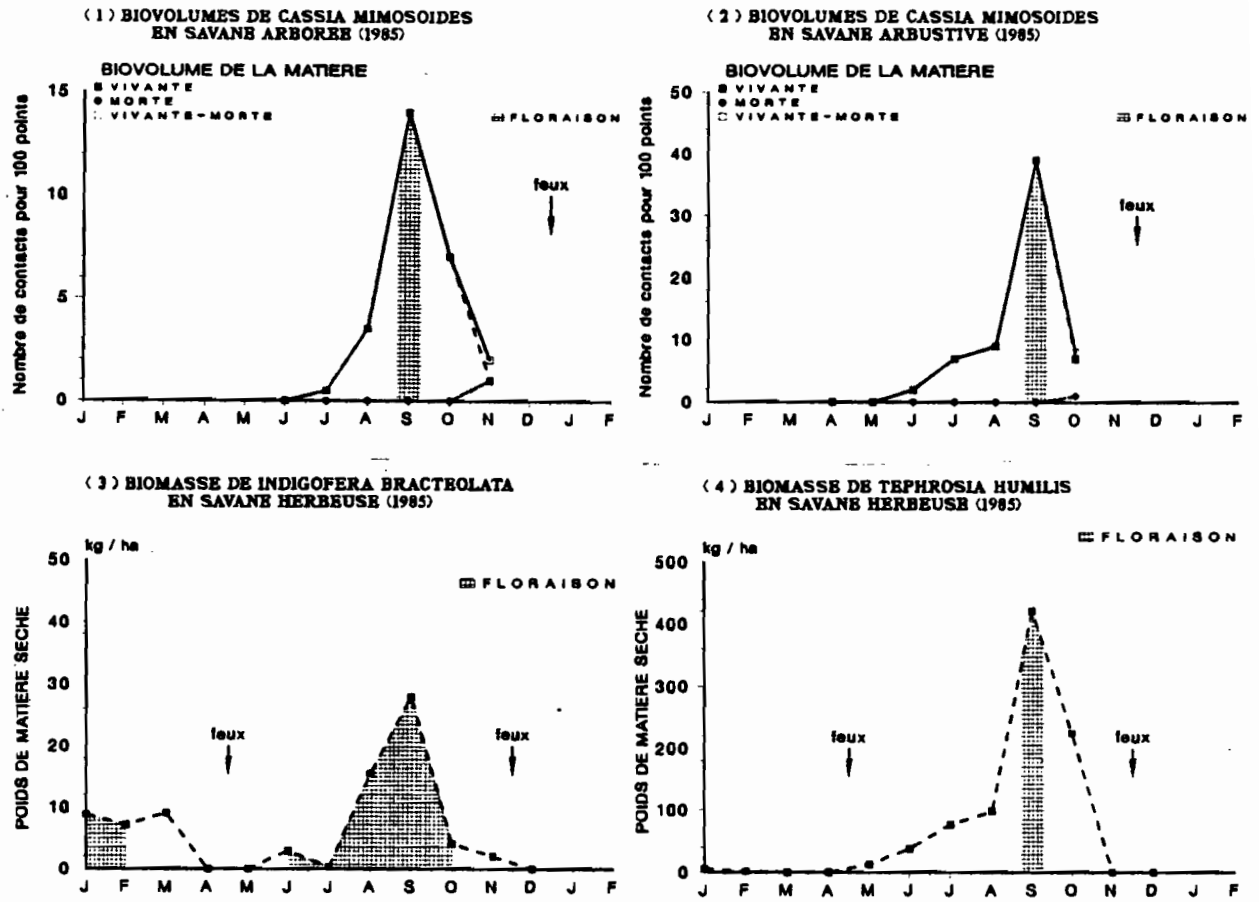 ( 1 ) BIOVOLUMES DE CASSIA MIMOSOIDES
EN SAVANE ARBOREE (1985)
BIOVOLUME DE LA MATIERE
VIVANTE
MORTE
VIVANTE-MORTE
FLORAISON
feux
Nombre de contacts pour 100 points
15
10
5
0
J F M A M J J A S O N D J F
( 2 ) BIOVOLUMES DE CASSIA MIMOSOIDES
EN SAVANE ARBUSTIVE (1985)
BIOVOLUME DE LA MATIERE
VIVANTE
MORTE
VIVANTE-MORTE
FLORAISON
feux
Nombre de contacts pour 100 points
50
40
30
20
10
0
J F M A M J J A S O N D J F
( 3 ) BIOMASSE DE INDIGOFERA BRACTEOLATA
EN SAVANE HERBEUSE (1985)
kg / ha
FLORAISON
feux
feux
POIDS DE MATIERE SECHE
50
40
30
20
10
0
J F M A M J J A S O N D J F
( 4 ) BIOMASSE DE TEPHROSIA HUMILIS
EN SAVANE HERBEUSE (1985)
kg / ha
FLORAISON
feux
feux
POIDS DE MATIERE SECHE
500
400
300
200
100
0
J F M A M J J A S O N D J F